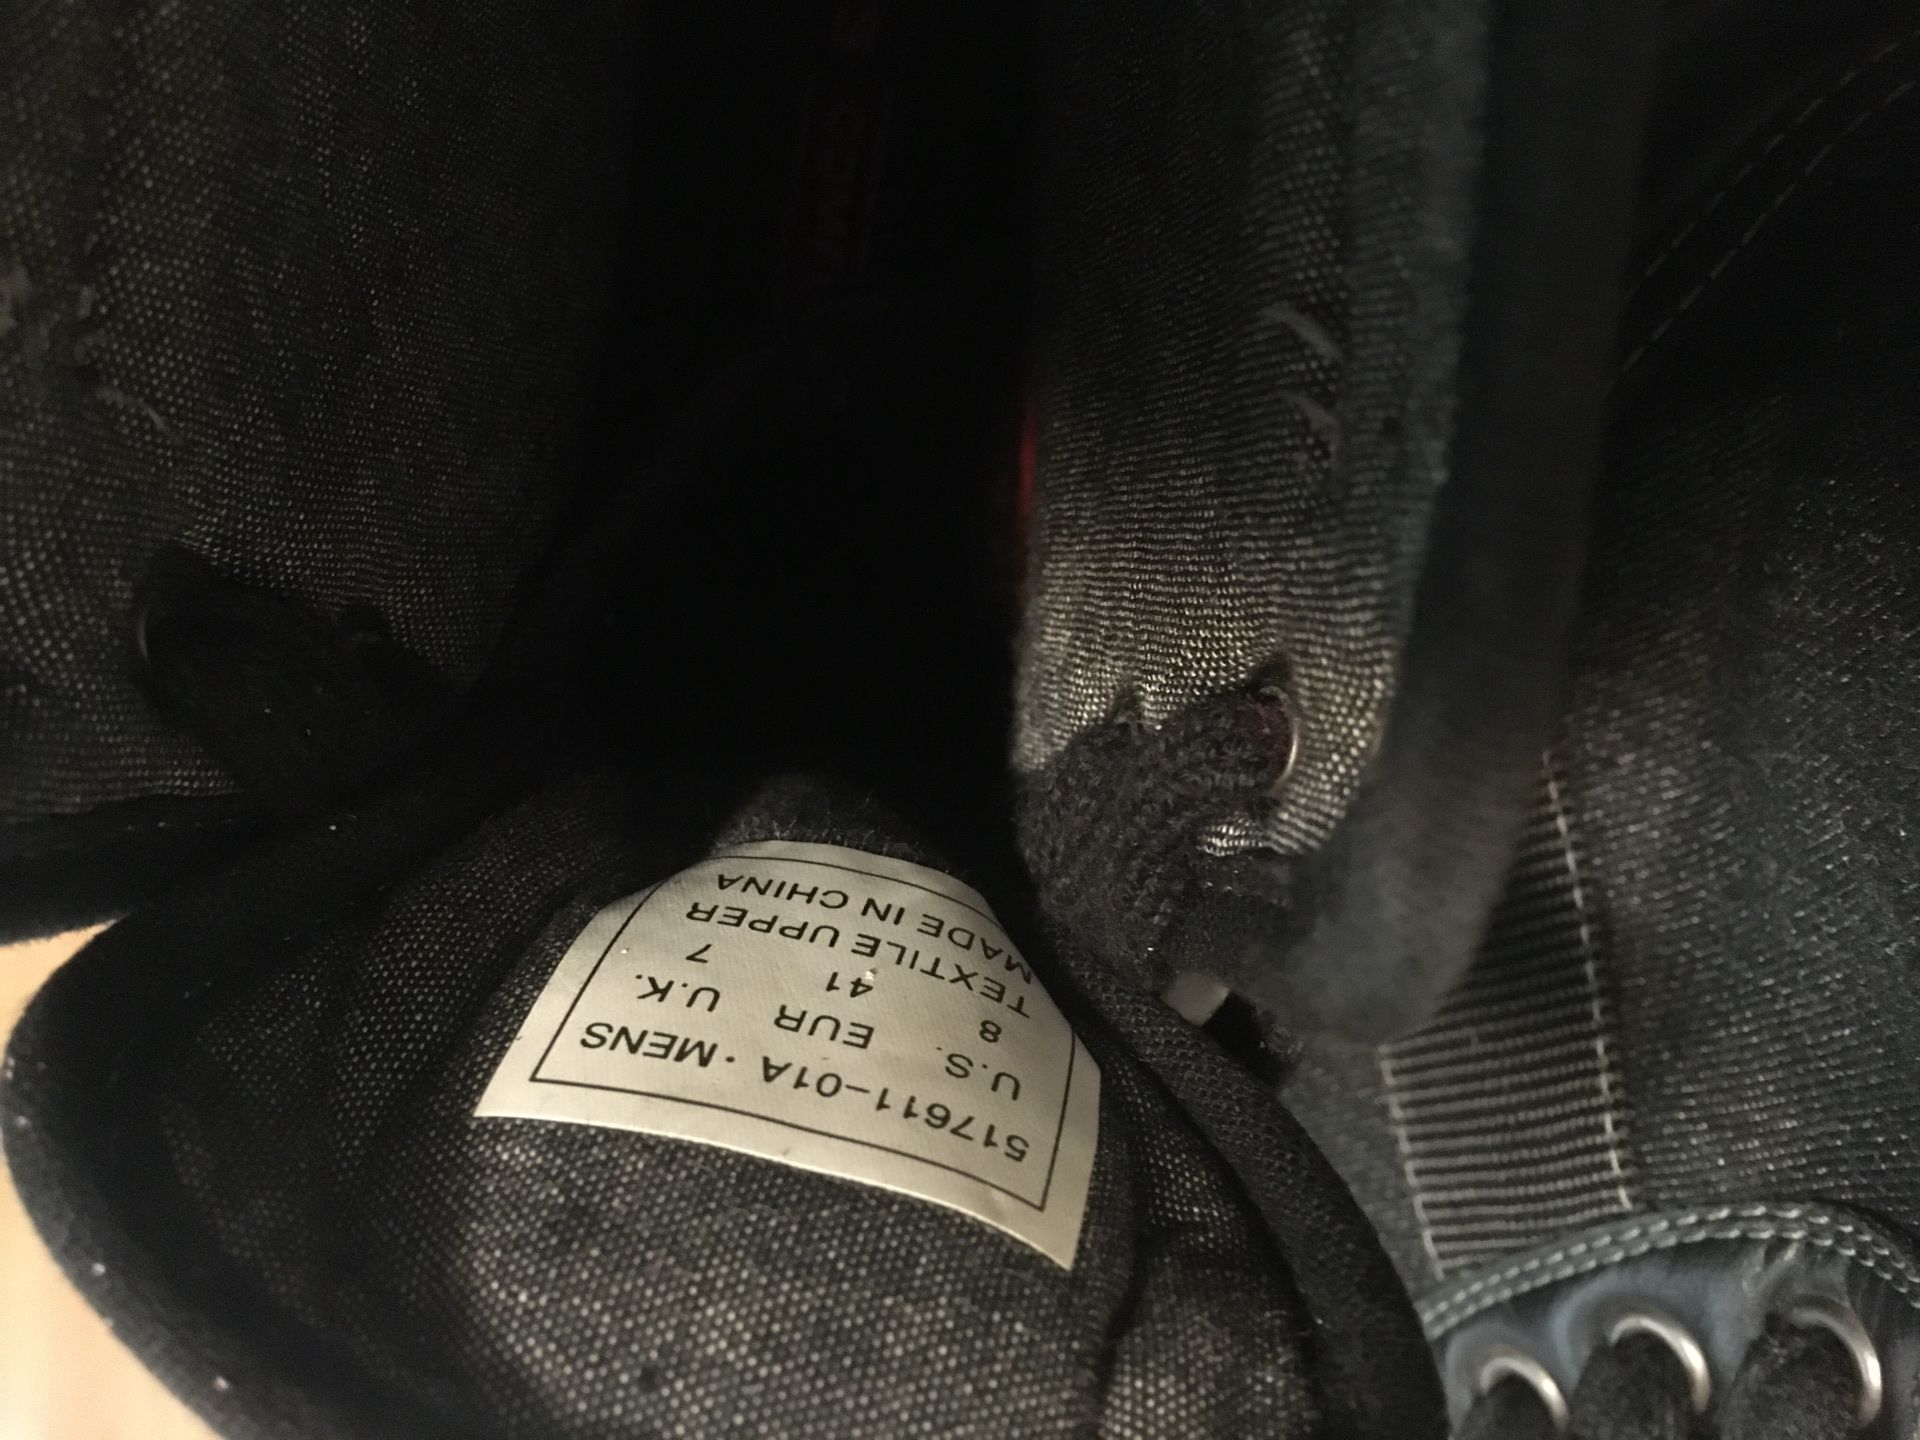 517611-01A · MENS
U.S. EUR U.K.
8 41 7
TEXTILE UPPER
MADE IN CHINA